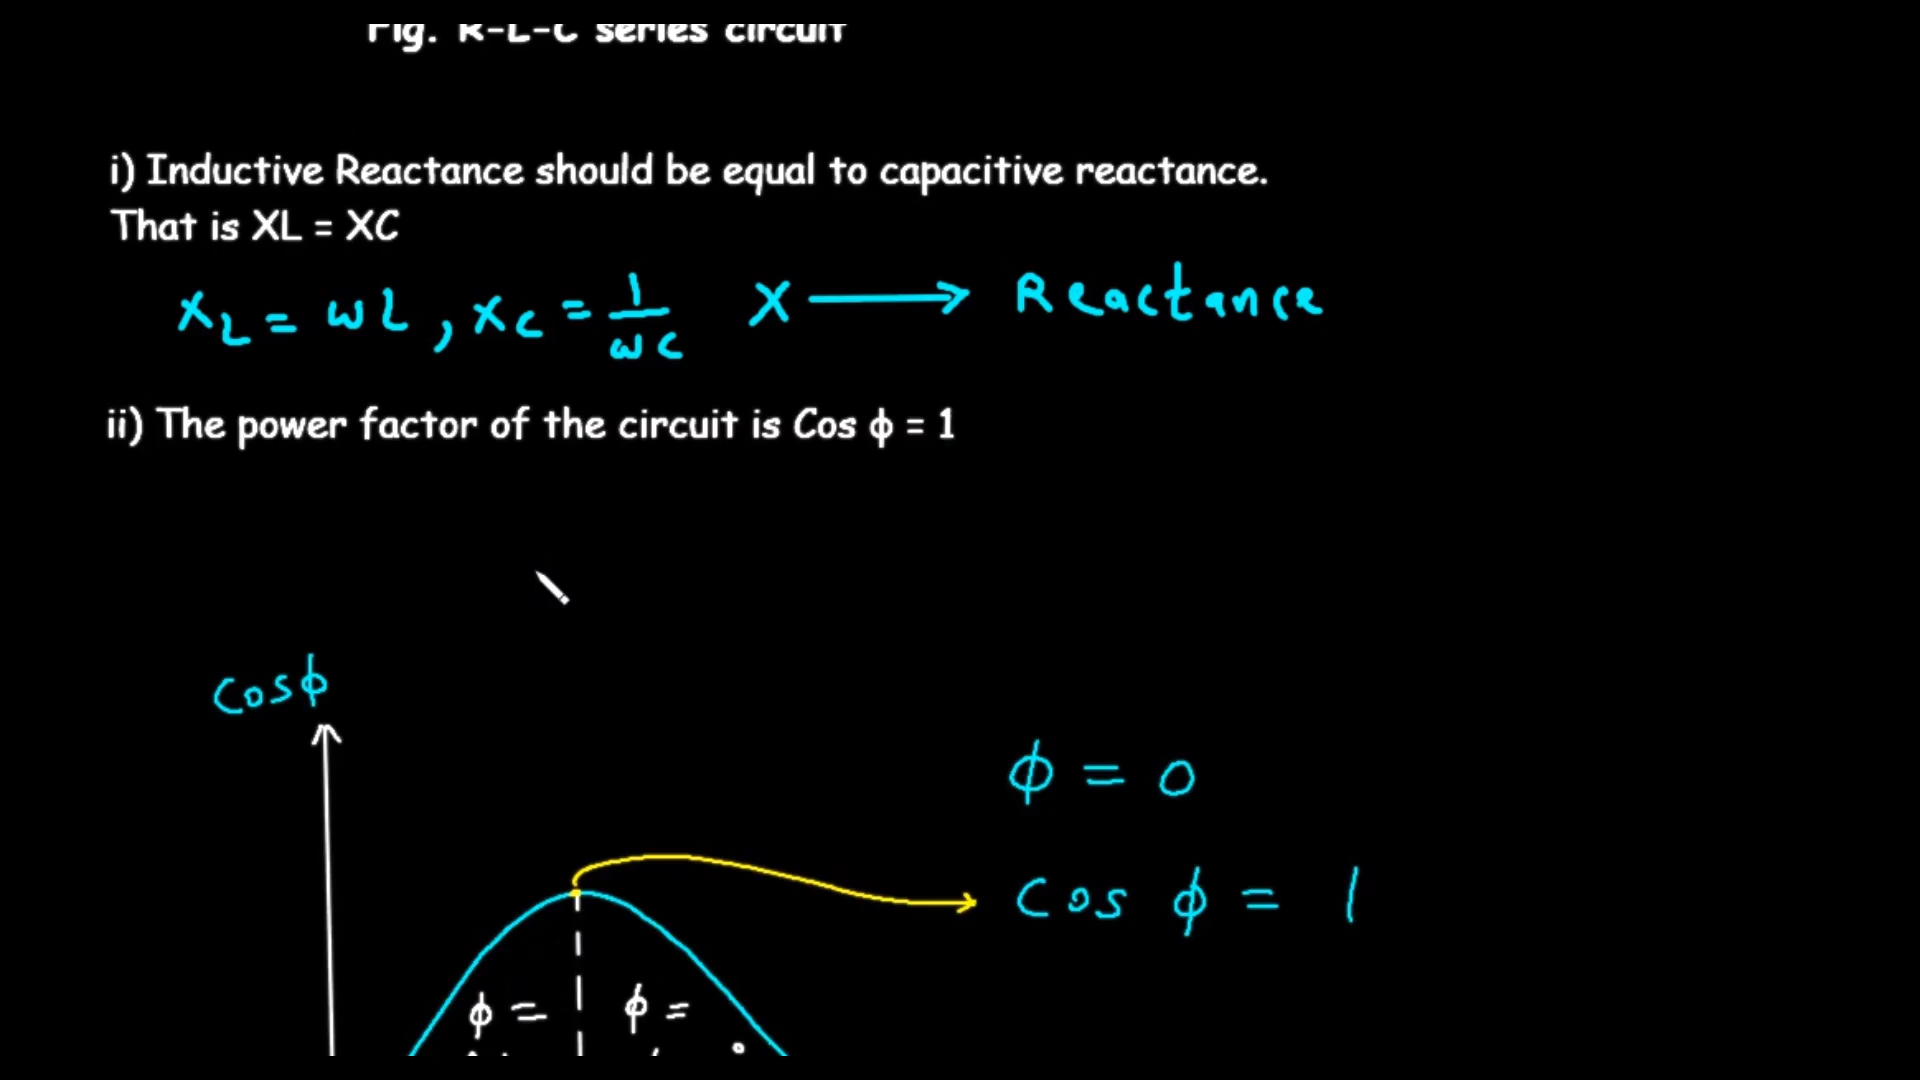 Fig. R-L-C series circuit
i) Inductive Reactance should be equal to capacitive reactance.
That is XL = XC
XL = ωL, XC = 1/ωC X → Reactance
ii) The power factor of the circuit is Cos ϕ = 1
Cosϕ
ϕ = 0
Cos ϕ = 1
ϕ = ϕ =